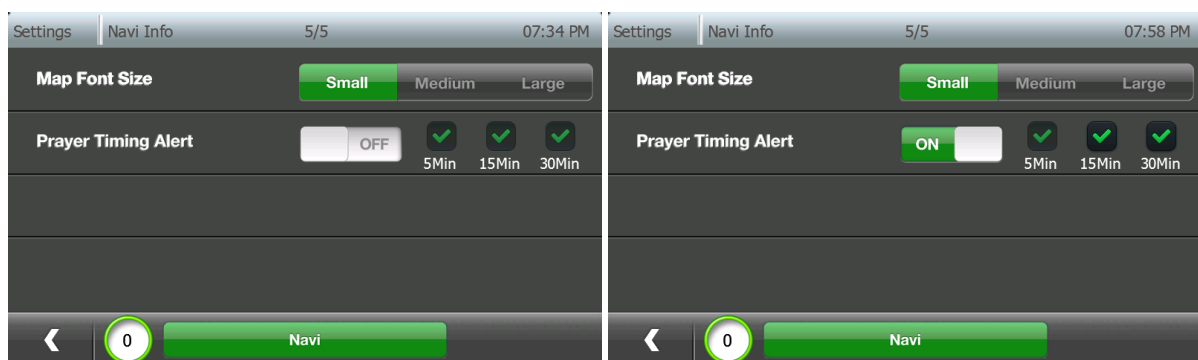 Settings Navi Info 5/5 07:34 PM
Map Font Size Small Medium Large
Prayer Timing Alert OFF
5Min 15Min 30Min
0 Navi
Settings Navi Info 5/5 07:58 PM
Map Font Size Small Medium Large
Prayer Timing Alert ON
5Min 15Min 30Min
0 Navi